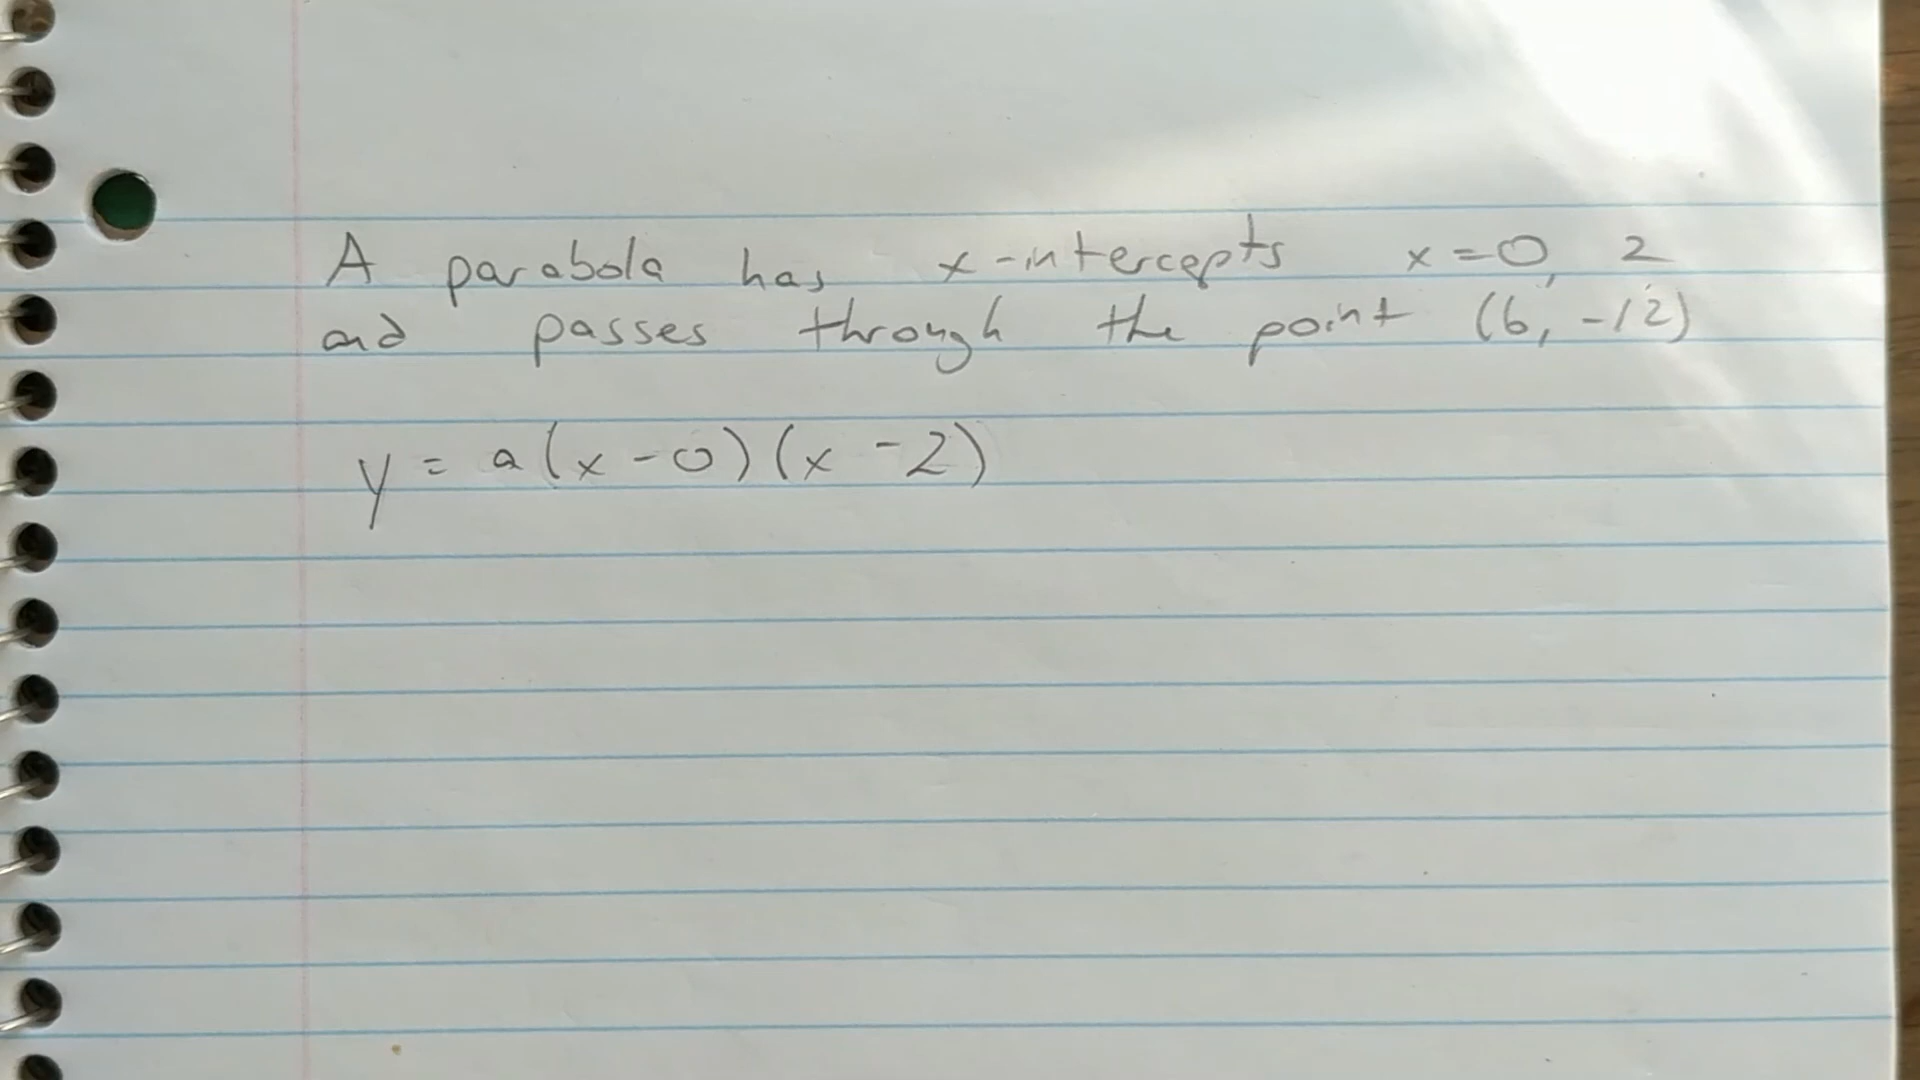 A parabola has x-intercepts x=0, 2
and passes through the point (6, -12)
y = a(x-0)(x-2)